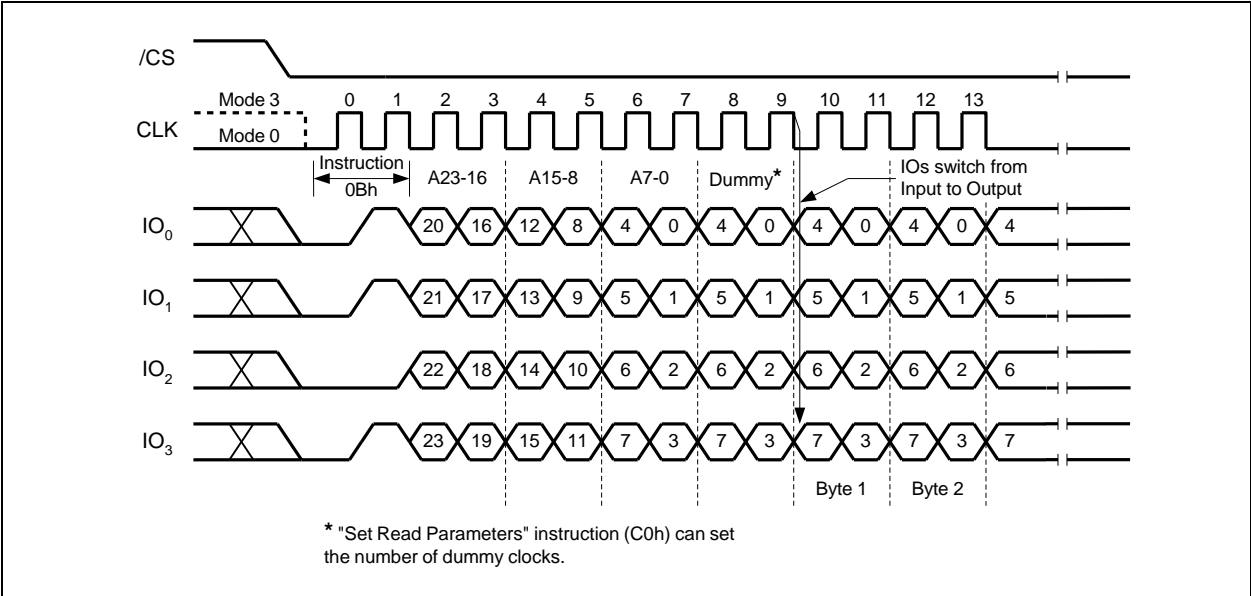 /CS
Mode 3 0 1 2 3 4 5 6 7 8 9 10 11 12 13
CLK Mode 0
Instruction IOs switch from
0Bh A23-16 A15-8 A7-0 Dummy* Input to Output
IO0 20 16 12 8 4 0 4 0 4 0 4 0 4
IO1 21 17 13 9 5 1 5 1 5 1 5 1 5
IO2 22 18 14 10 6 2 6 2 6 2 6 2 6
IO3 23 19 15 11 7 3 7 3 7 3 7 3 7
Byte 1 Byte 2
* "Set Read Parameters" instruction (C0h) can set
the number of dummy clocks.